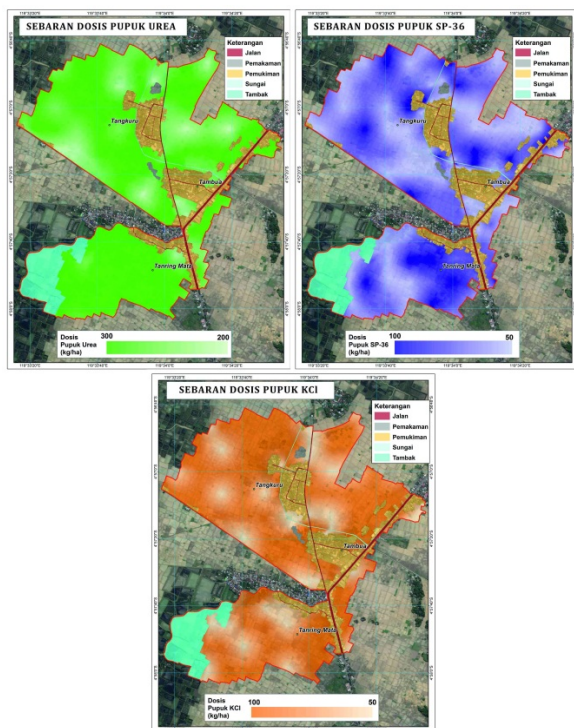 SEBARAN DOSIS PUPUK UREA
Keterangan
Jalan
Pemakaman
Pemukiman
Sungai
Tambak
Tangkuru
Tambua
Tanring Mata
Dosis
Pupuk Urea
(kg/ha)
300
200
SEBARAN DOSIS PUPUK SP-36
Keterangan
Jalan
Pemakaman
Pemukiman
Sungai
Tambak
Tangkuru
Tambua
Tanring Mata
Dosis
Pupuk SP-36
(kg/ha)
100
50
SEBARAN DOSIS PUPUK KCl
Keterangan
Jalan
Pemakaman
Pemukiman
Sungai
Tambak
Tangkuru
Tambua
Tanring Mata
Dosis
Pupuk KCl
(kg/ha)
100
50